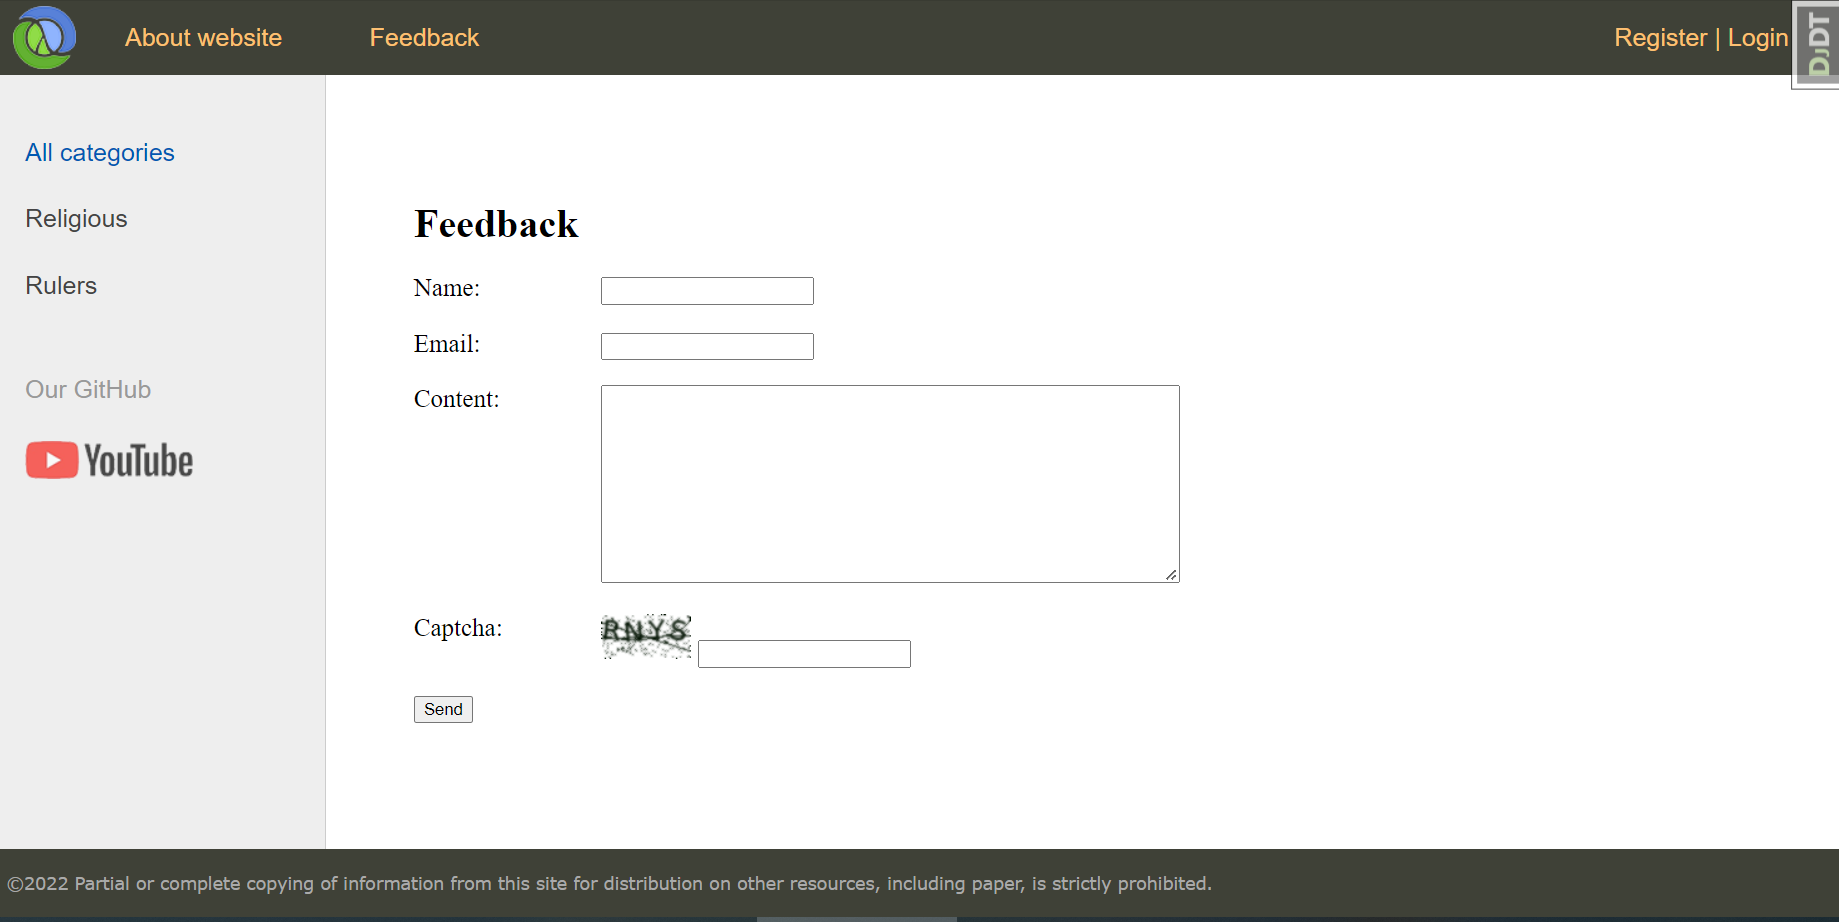 About website
Feedback
Register | Login
DJDT
All categories
Religious
Rulers
Our GitHub
YouTube
Feedback
Name:
Email:
Content:
Captcha:
RNYS
Send
©2022 Partial or complete copying of information from this site for distribution on other resources, including paper, is strictly prohibited.